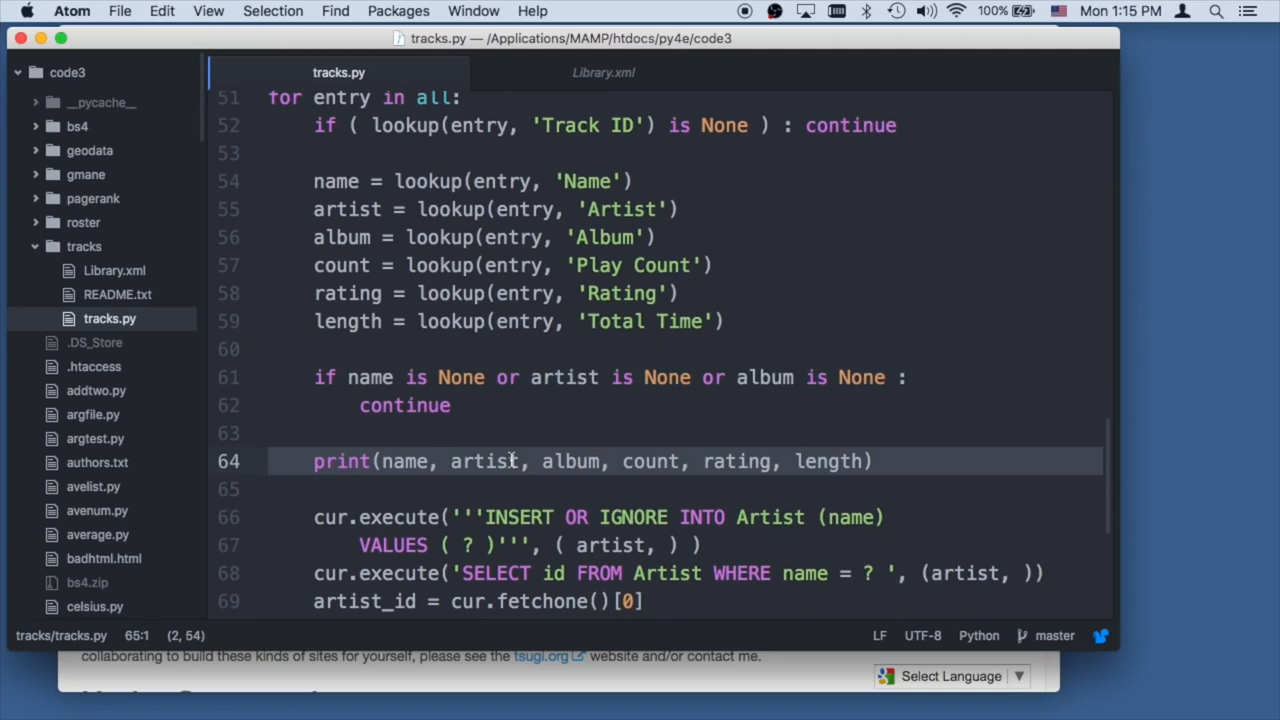 Atom File Edit View Selection Find Packages Window Help 100% Mon 1:15 PM
tracks.py — /Applications/MAMP/htdocs/py4e/code3
code3
__pycache__
bs4
geodata
gmane
pagerank
roster
tracks
Library.xml
README.txt
tracks.py
.DS_Store
.htaccess
addtwo.py
argfile.py
argtest.py
authors.txt
avelist.py
avenum.py
average.py
badhtml.html
bs4.zip
celsius.py
tracks.py Library.xml
51 for entry in all:
52 if ( lookup(entry, 'Track ID') is None ) : continue
53
54 name = lookup(entry, 'Name')
55 artist = lookup(entry, 'Artist')
56 album = lookup(entry, 'Album')
57 count = lookup(entry, 'Play Count')
58 rating = lookup(entry, 'Rating')
59 length = lookup(entry, 'Total Time')
60
61 if name is None or artist is None or album is None :
62 continue
63
64 print(name, artist, album, count, rating, length)
65
66 cur.execute('''INSERT OR IGNORE INTO Artist (name)
67 VALUES ( ? )''', ( artist, ) )
68 cur.execute('SELECT id FROM Artist WHERE name = ? ', (artist, ))
69 artist_id = cur.fetchone()[0]
tracks/tracks.py 65:1 (2, 54) LF UTF-8 Python master
collaborating to build these kinds of sites for yourself, please see the tsugi.org website and/or contact me.
Select Language